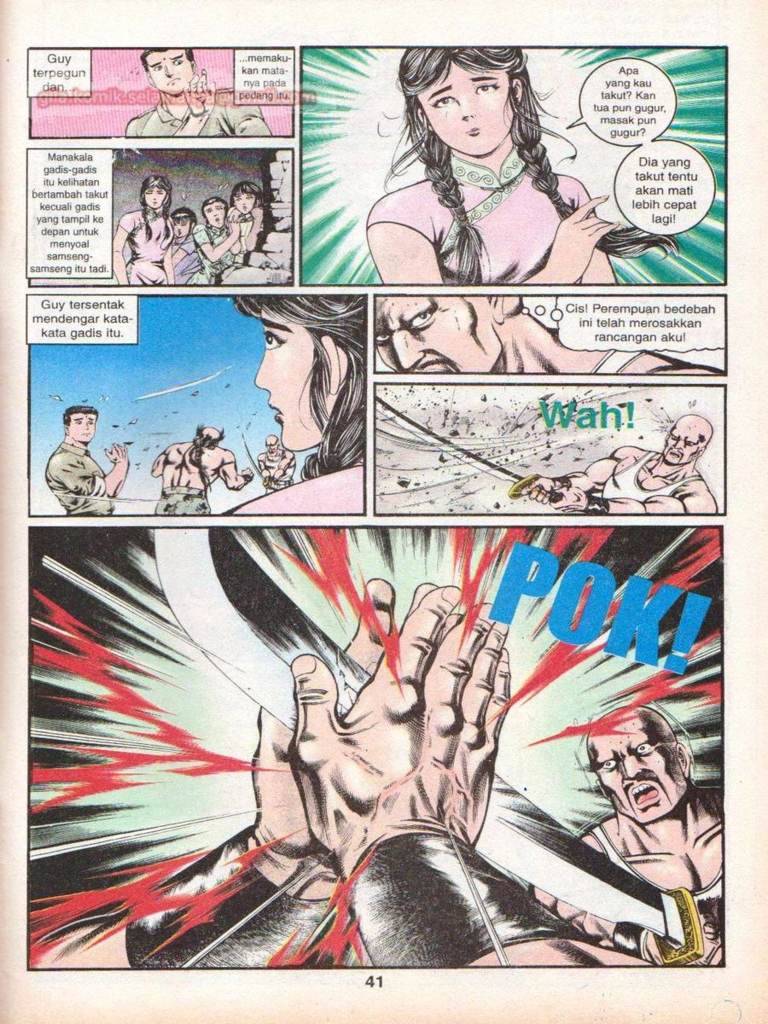 Guy
terpegun
dan.
...memaku-
kan mata-
nya pada
pedang itu.
Apa
yang kau
takut? Kan
tua pun gugur,
masak pun
gugur?
Dia yang
takut tentu
akan mati
lebih cepat
lagi!
Manakala
gadis-gadis
itu kelihatan
bertambah takut
kecuali gadis
yang tampil ke
depan untuk
menyoal
samseng-
samseng itu tadi.
Guy tersentak
mendengar kata-
kata gadis itu.
Cis! Perempuan bedebah
ini telah merosakkan
rancangan aku!
Wah!
POK!
41